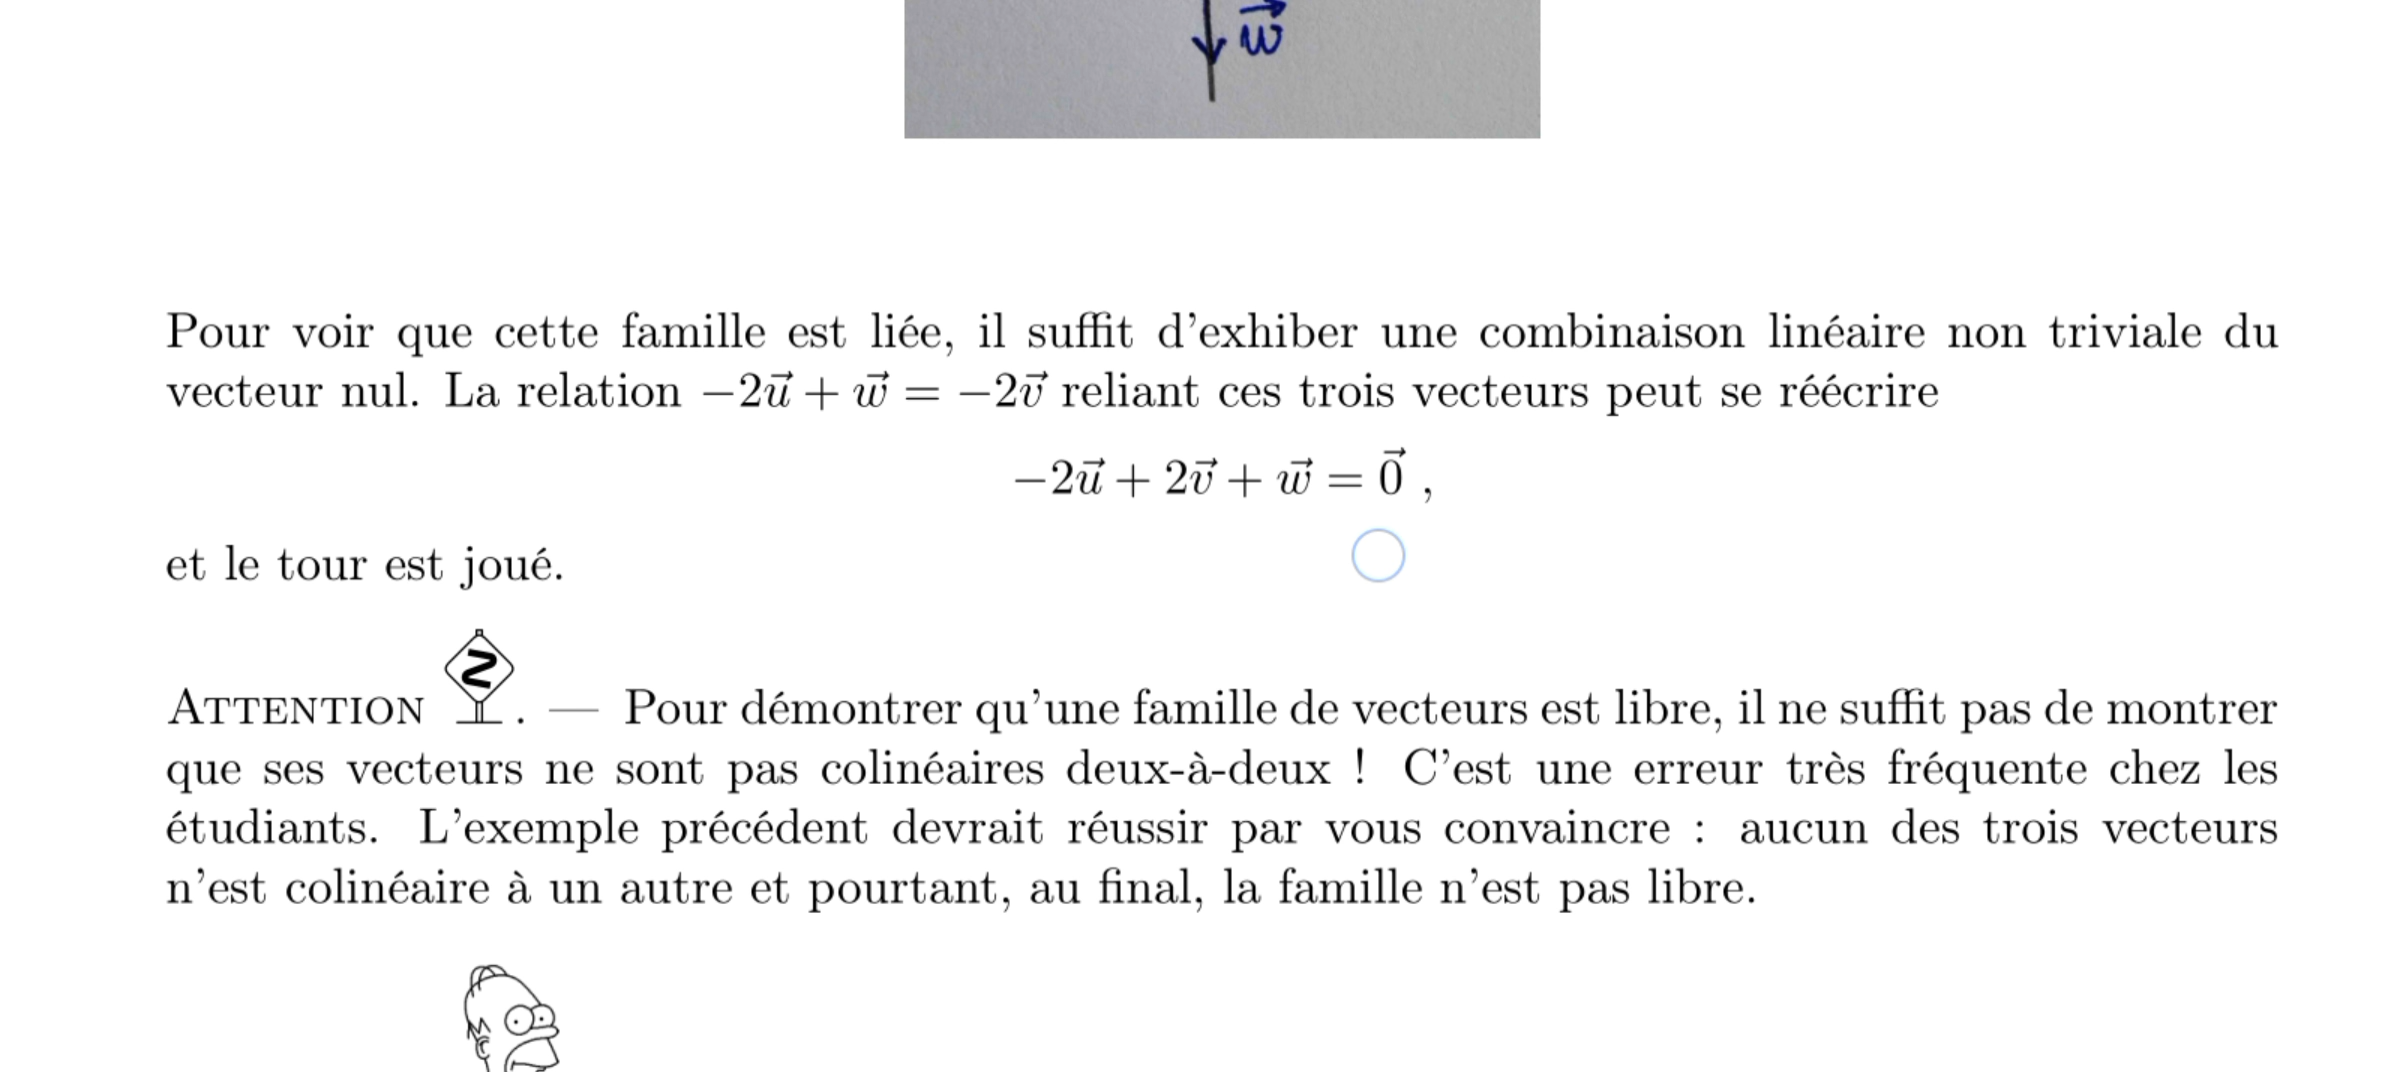 w⃗
Pour voir que cette famille est liée, il suffit d'exhiber une combinaison linéaire non triviale du
vecteur nul. La relation −2u⃗ + w⃗ = −2v⃗ reliant ces trois vecteurs peut se réécrire
−2u⃗ + 2v⃗ + w⃗ = 0⃗ ,
et le tour est joué.
ATTENTION . — Pour démontrer qu'une famille de vecteurs est libre, il ne suffit pas de montrer
que ses vecteurs ne sont pas colinéaires deux-à-deux ! C'est une erreur très fréquente chez les
étudiants. L'exemple précédent devrait réussir par vous convaincre : aucun des trois vecteurs
n'est colinéaire à un autre et pourtant, au final, la famille n'est pas libre.